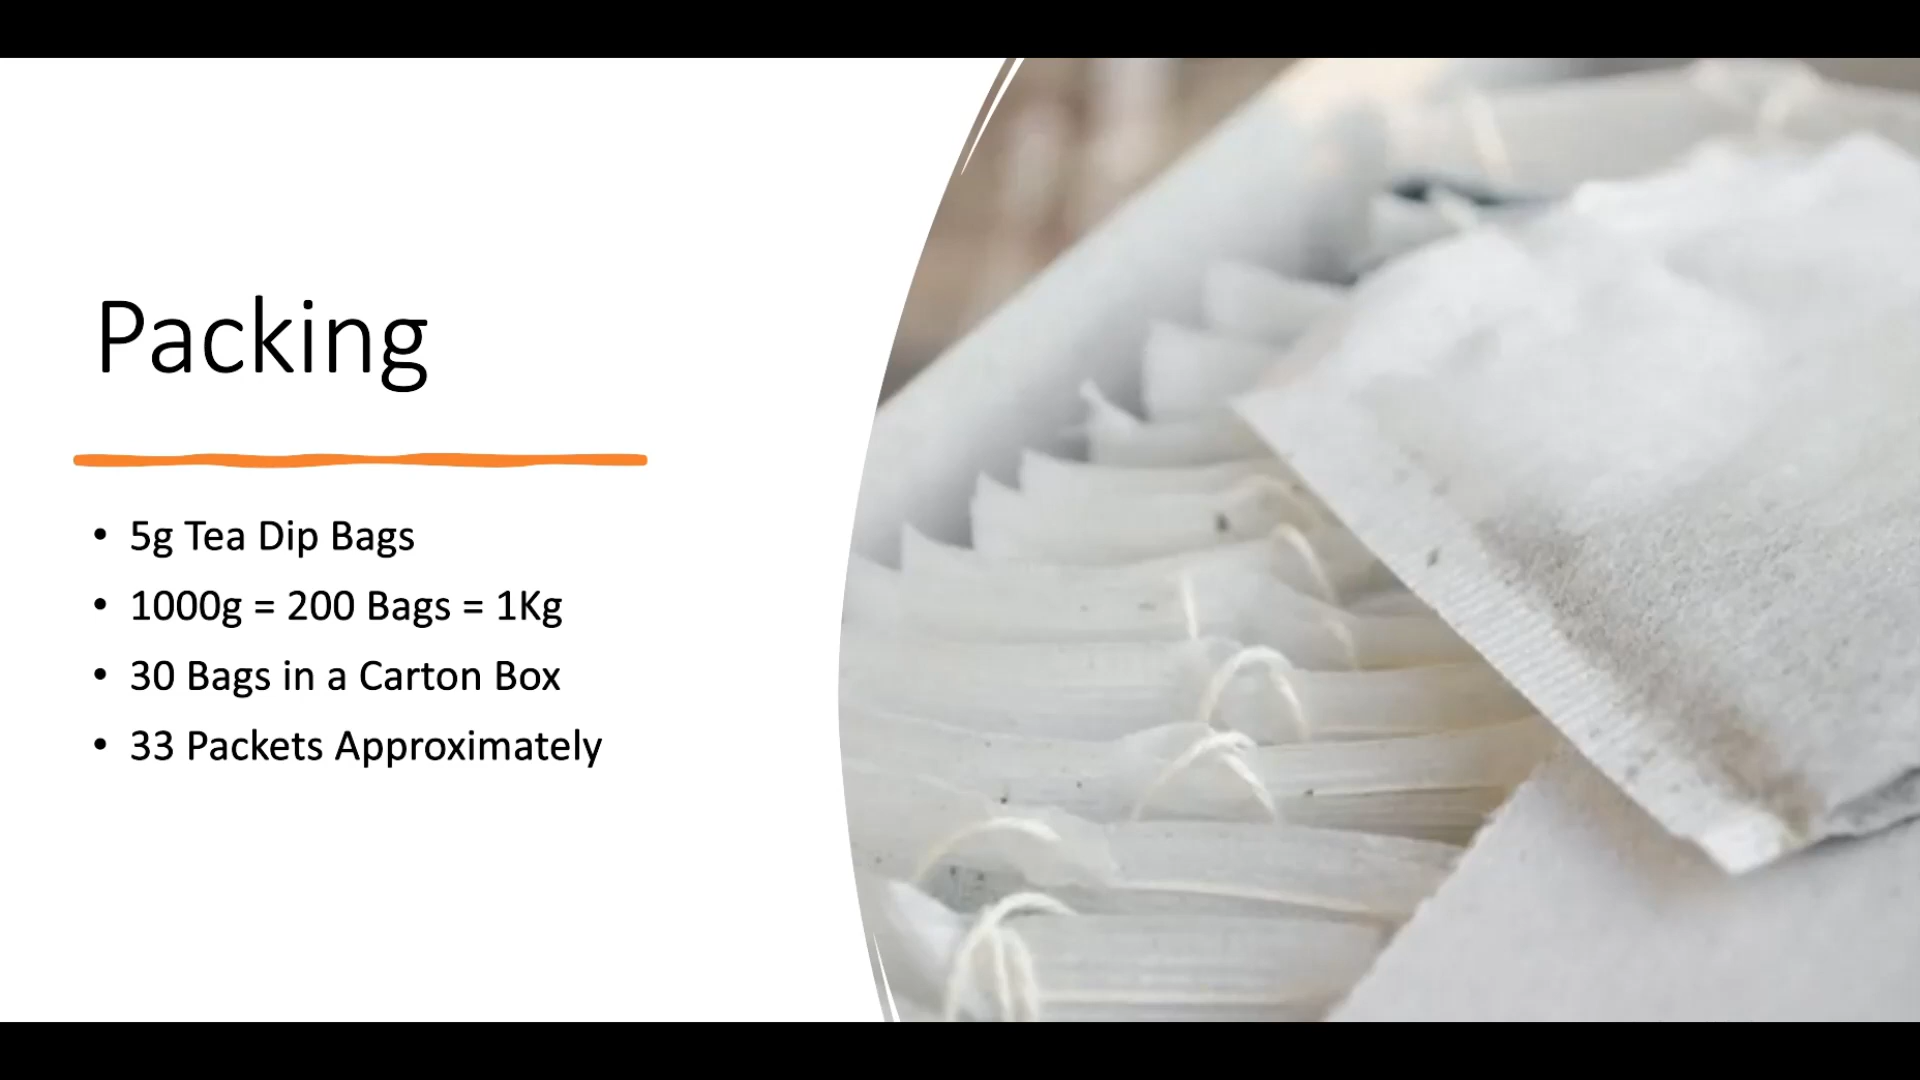 Packing
• 5g Tea Dip Bags
• 1000g = 200 Bags = 1Kg
• 30 Bags in a Carton Box
• 33 Packets Approximately